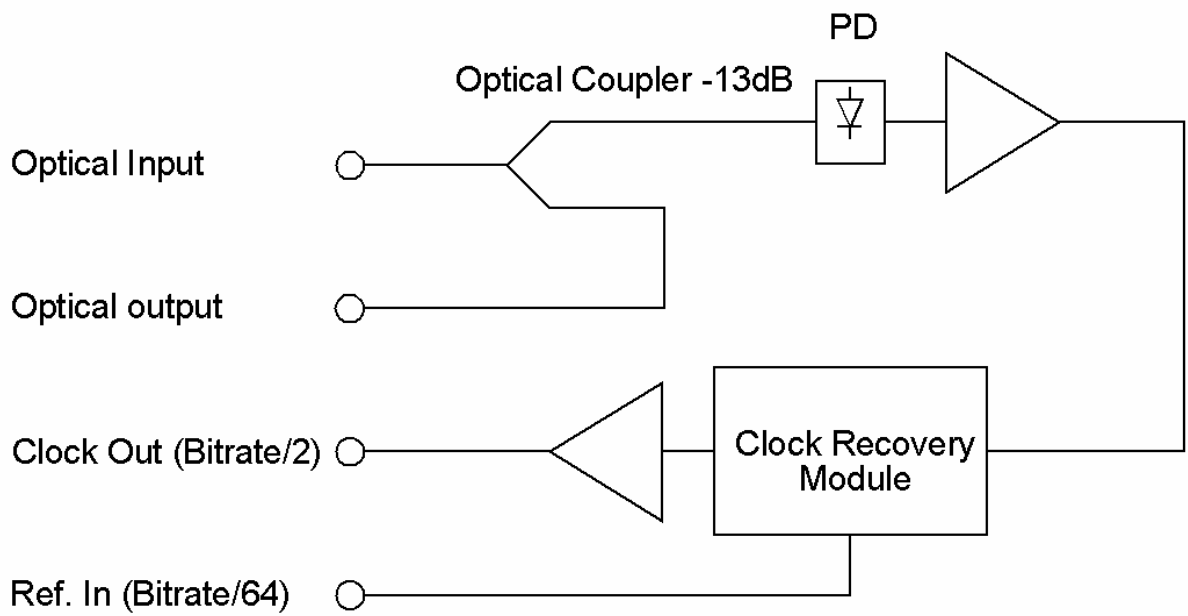 PD
Optical Coupler -13dB
Optical Input
Optical output
Clock Out (Bitrate/2)
Clock Recovery
Module
Ref. In (Bitrate/64)